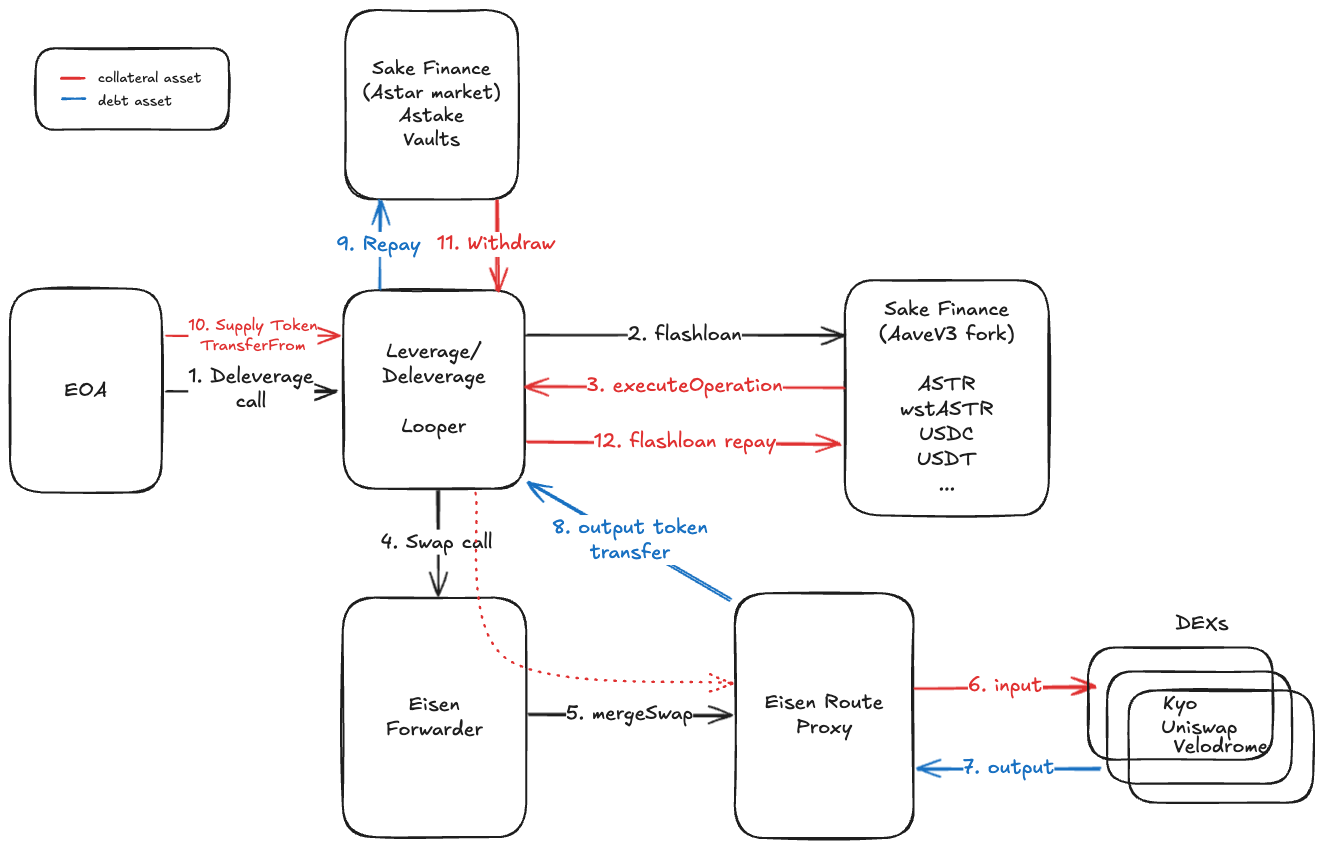 collateral asset
debt asset
Sake Finance
(Astar market)
Astake
Vaults
9. Repay
11. Withdraw
EOA
10. Supply Token
TransferFrom
1. Deleverage
call
Leverage/
Deleverage
Looper
2. flashloan
3. executeOperation
12. flashloan repay
Sake Finance
(AaveV3 fork)
ASTR
wstASTR
USDC
USDT
...
4. Swap call
8. output token
transfer
Eisen
Forwarder
5. mergeSwap
Eisen Route
Proxy
6. input
7. output
DEXs
Kyo
Uniswap
Velodrome